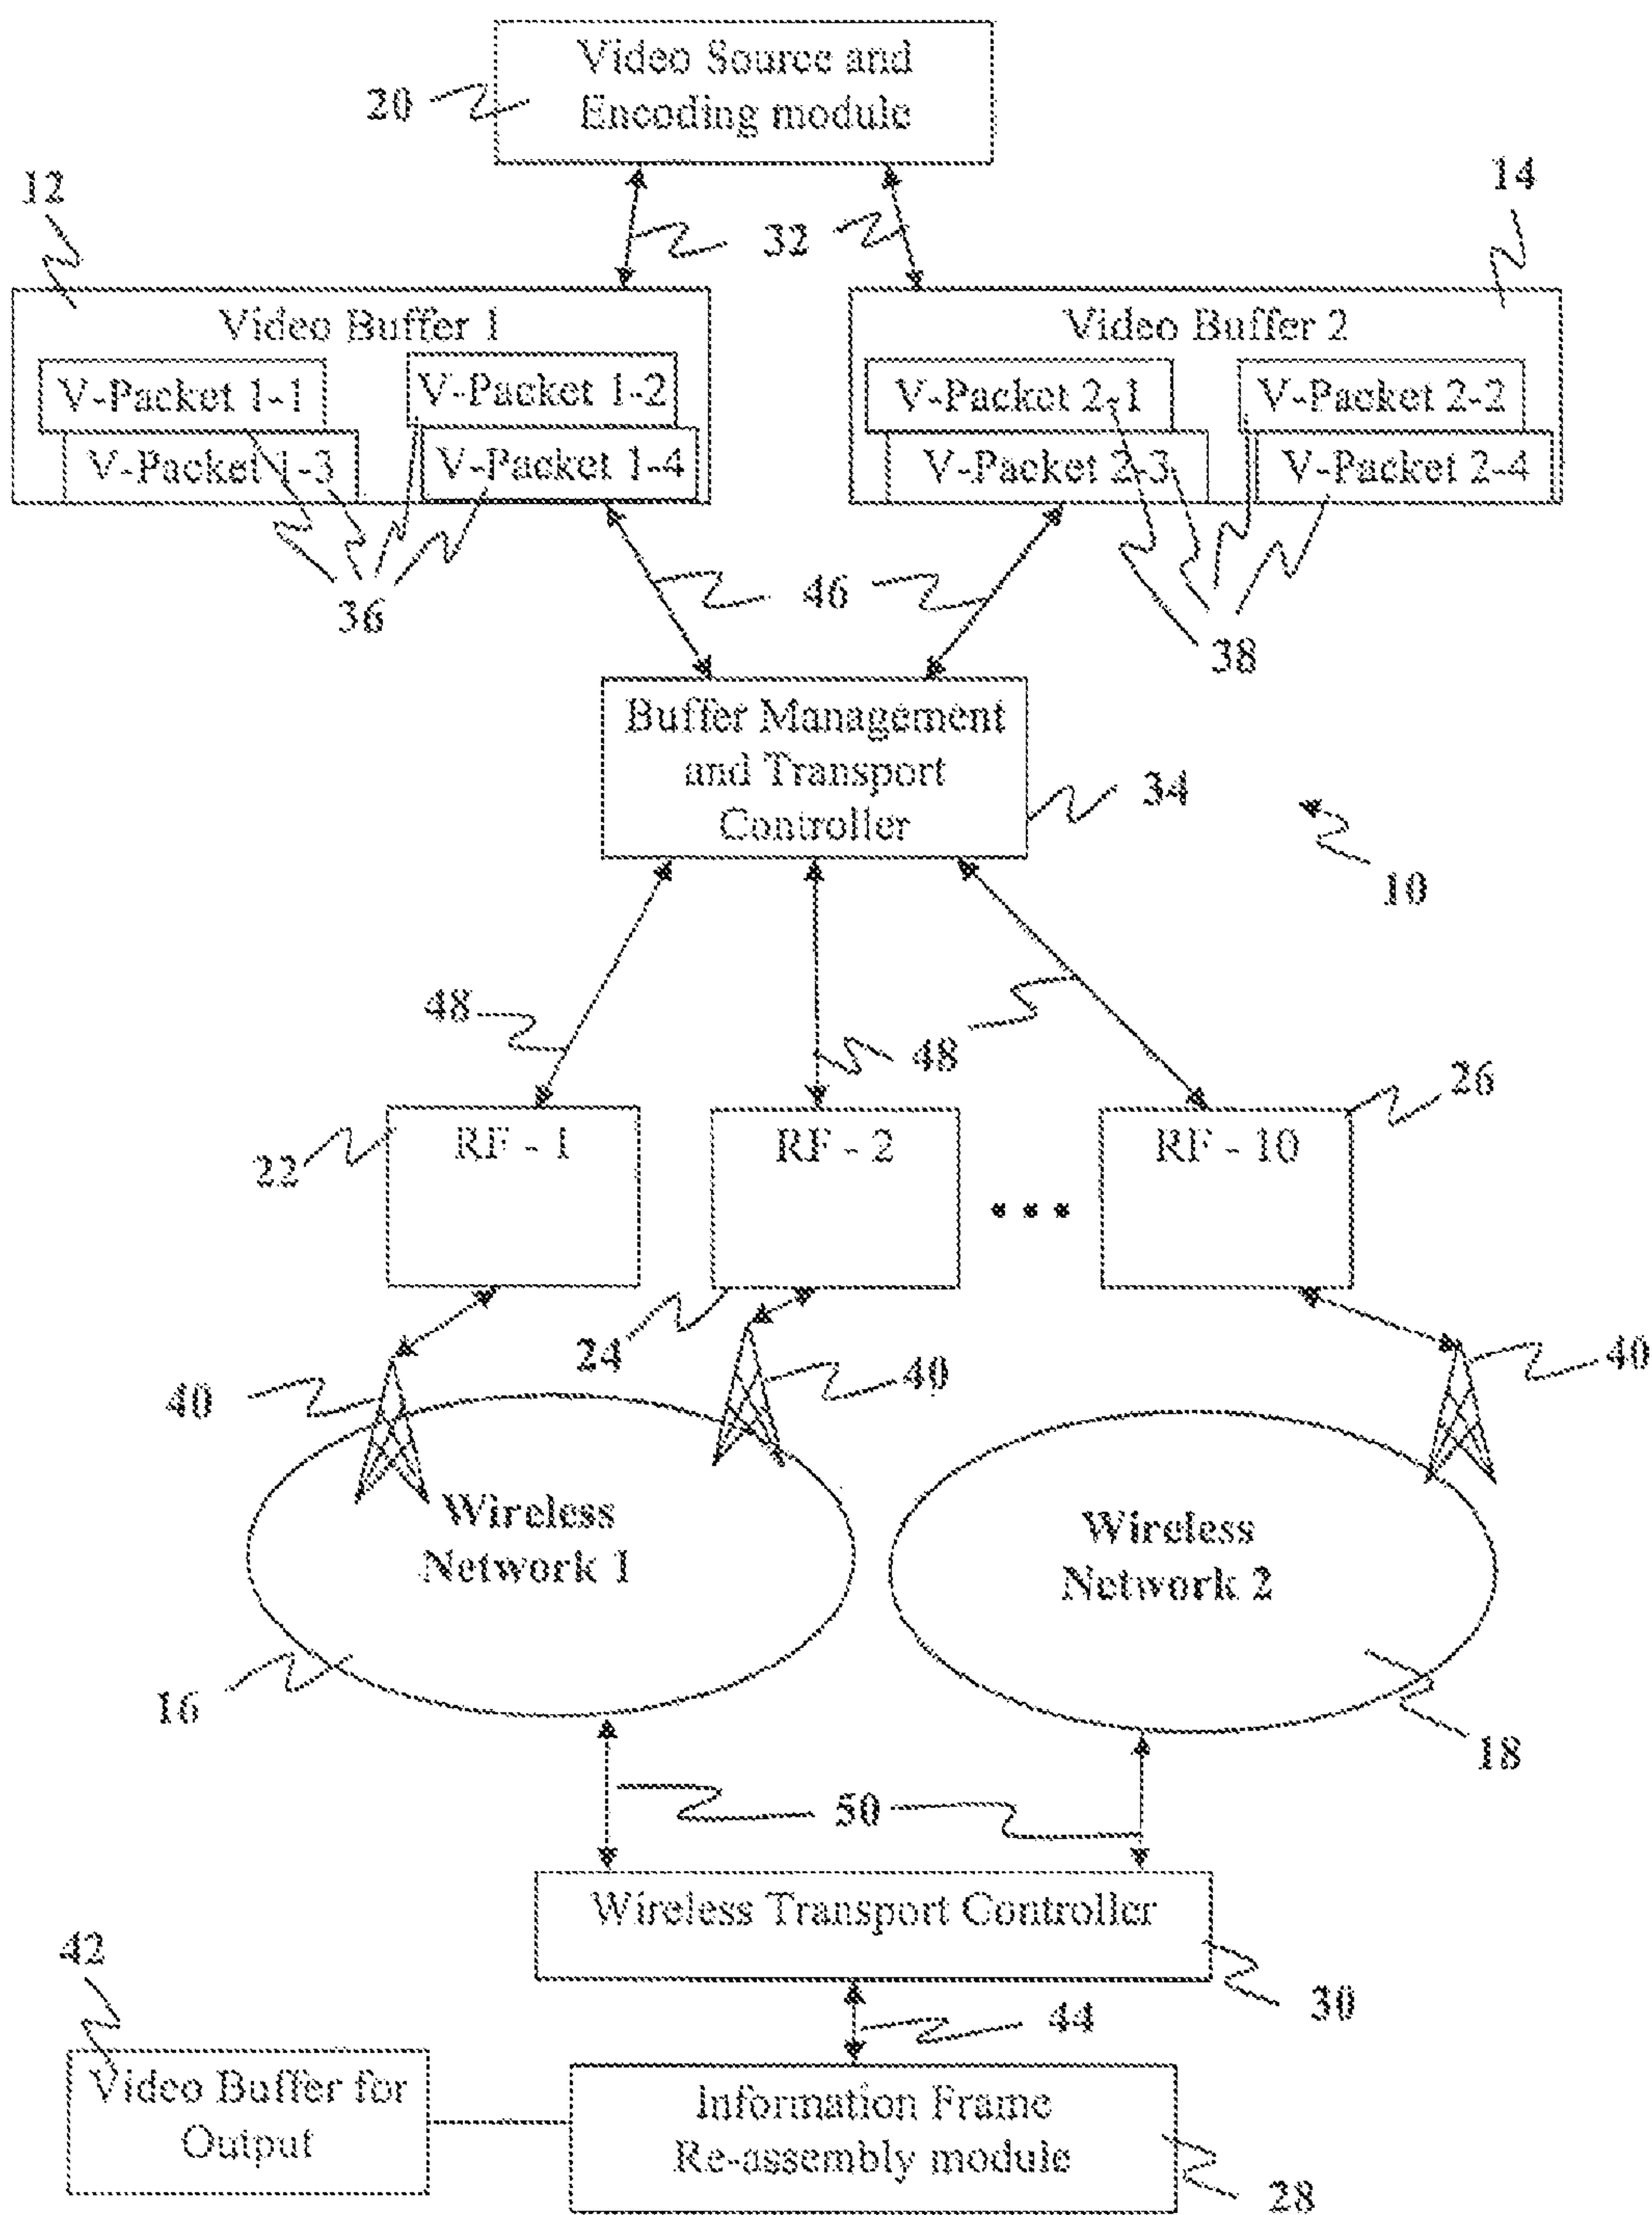 Video Source and
Encoding module
20
12
14
32
Video Buffer 1
Video Buffer 2
V-Packet 1-1
V-Packet 1-2
V-Packet 2-1
V-Packet 2-2
V-Packet 1-3
V-Packet 1-4
V-Packet 2-3
V-Packet 2-4
46
36
38
Buffer Management
and Transport
Controller
34
10
48
48
26
RF - 1
RF - 2
RF - 10
22
24
40
40
40
Wireless
Network 1
Wireless
Network 2
16
18
50
Wireless Transport Controller
42
30
44
Video Buffer for
Output
Information Frame
Re-assembly module
28